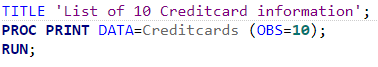 TITLE 'List of 10 Creditcard information';
PROC PRINT DATA=Creditcards (OBS=10);
RUN;